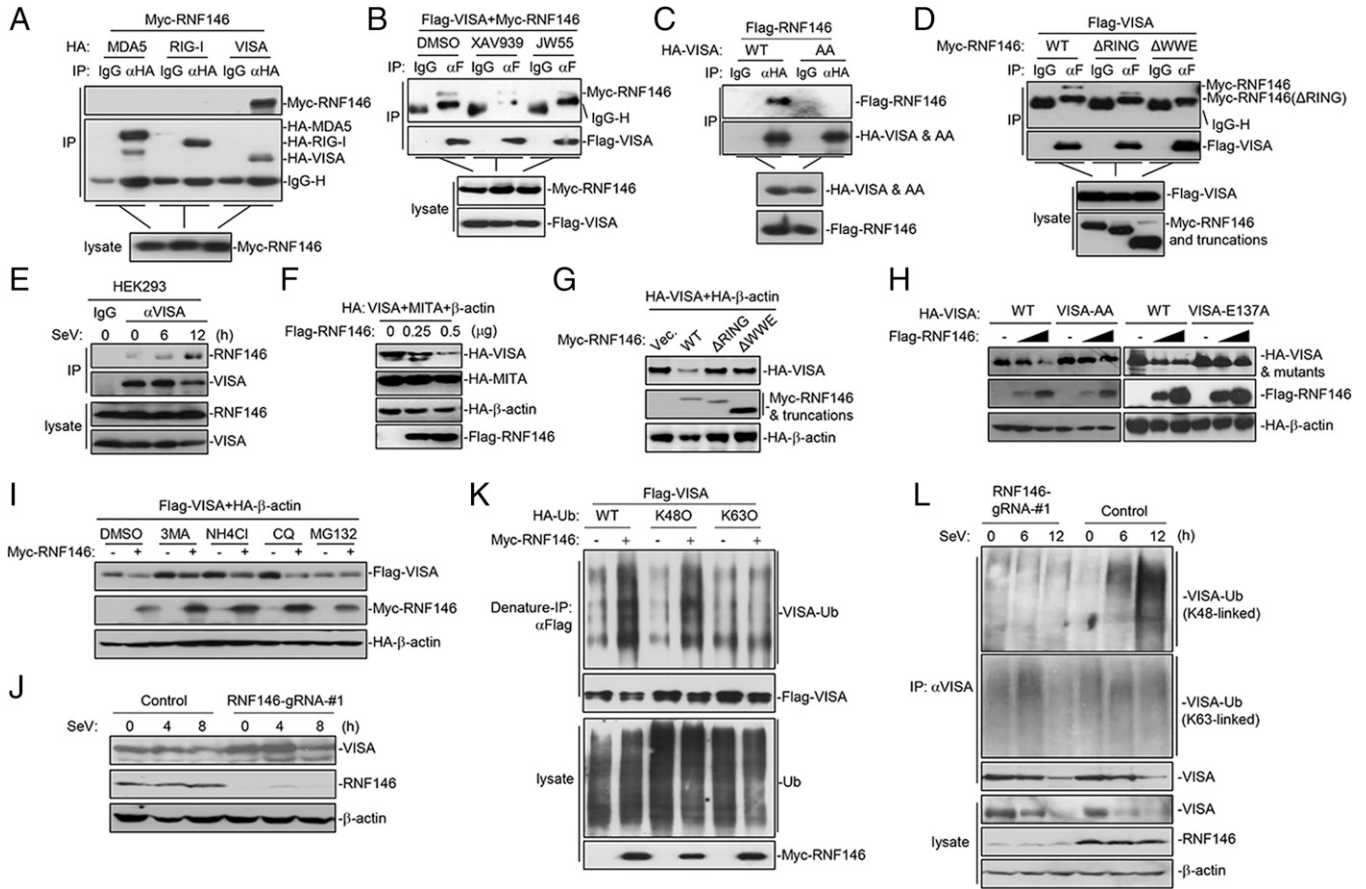 A
Myc-RNF146
HA: MDA5 RIG-I VISA
IP: IgG αHA IgG αHA IgG αHA
-Myc-RNF146
IP
-HA-MDA5
-HA-RIG-I
-HA-VISA
-IgG-H
lysate -Myc-RNF146
B
Flag-VISA+Myc-RNF146
DMSO XAV939 JW55
IP: IgG αF IgG αF IgG αF
IP
-Myc-RNF146
IgG-H
-Flag-VISA
lysate
-Myc-RNF146
-Flag-VISA
C
Flag-RNF146
HA-VISA: WT AA
IP: IgG αHA IgG αHA
IP
-Flag-RNF146
-HA-VISA & AA
-HA-VISA & AA
-Flag-RNF146
D
Flag-VISA
Myc-RNF146: WT ΔRING ΔWWE
IP: IgG αF IgG αF IgG αF
IP
-Myc-RNF146
-Myc-RNF146(ΔRING)
IgG-H
-Flag-VISA
lysate
-Flag-VISA
-Myc-RNF146
and truncations
E
HEK293
IgG αVISA
SeV: 0 0 6 12 (h)
IP
-RNF146
-VISA
lysate
-RNF146
-VISA
F
HA: VISA+MITA+β-actin
Flag-RNF146: 0 0.25 0.5 (μg)
-HA-VISA
-HA-MITA
-HA-β-actin
-Flag-RNF146
G
HA-VISA+HA-β-actin
Myc-RNF146: Vec. WT ΔRING ΔWWE
-HA-VISA
Myc-RNF146
& truncations
-HA-β-actin
H
HA-VISA: WT VISA-AA WT VISA-E137A
Flag-RNF146: - - - -
-HA-VISA
& mutants
-Flag-RNF146
-HA-β-actin
I
Flag-VISA+HA-β-actin
DMSO 3MA NH4Cl CQ MG132
Myc-RNF146: - + - + - + - + - +
-Flag-VISA
-Myc-RNF146
-HA-β-actin
J
Control RNF146-gRNA-#1
SeV: 0 4 8 0 4 8 (h)
-VISA
-RNF146
-β-actin
K
Flag-VISA
HA-Ub: WT K48O K63O
Myc-RNF146: - + - + - +
Denature-IP:
αFlag
-VISA-Ub
-Flag-VISA
lysate
-Ub
-Myc-RNF146
L
RNF146-
gRNA-#1 Control
SeV: 0 6 12 0 6 12 (h)
-VISA-Ub
(K48-linked)
IP: αVISA
-VISA-Ub
(K63-linked)
-VISA
lysate
-VISA
-RNF146
-β-actin